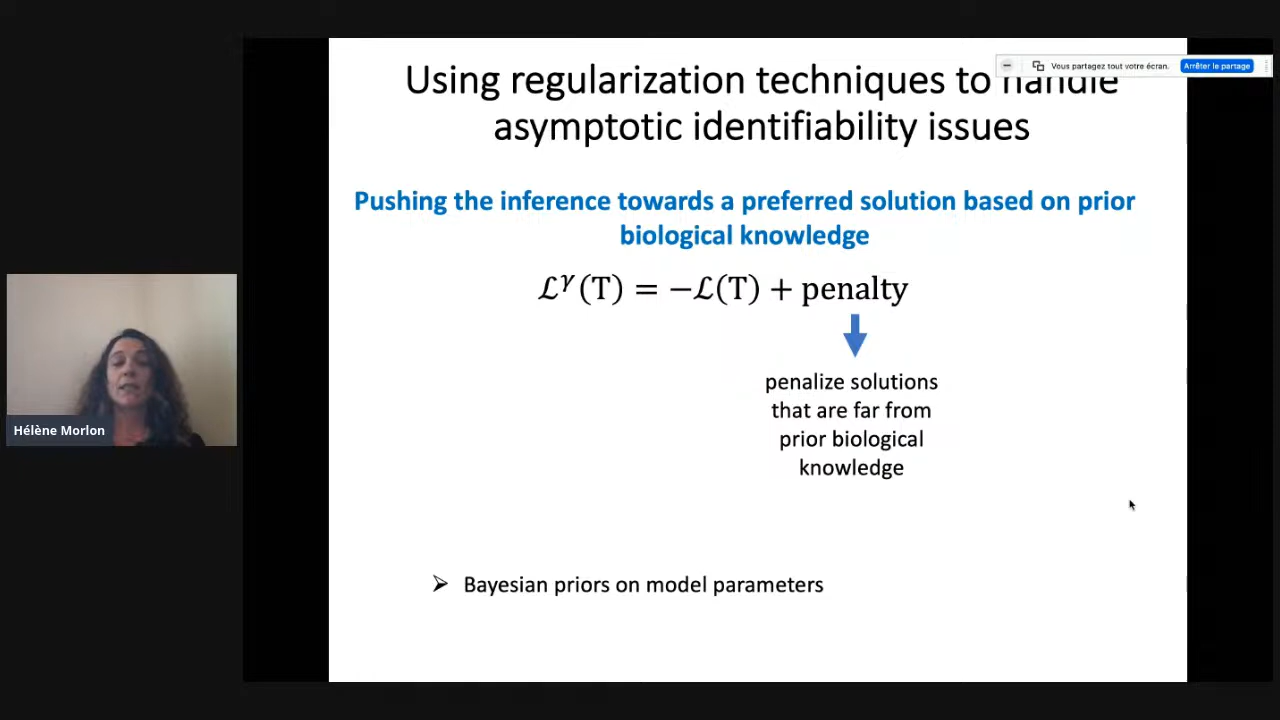 Using regularization techniques to handle
asymptotic identifiability issues
Vous partagez tout votre écran.
Arrêter le partage
Pushing the inference towards a preferred solution based on prior
biological knowledge
ℒ^γ(T) = −ℒ(T) + penalty
penalize solutions
that are far from
prior biological
knowledge
Hélène Morlon
➢ Bayesian priors on model parameters